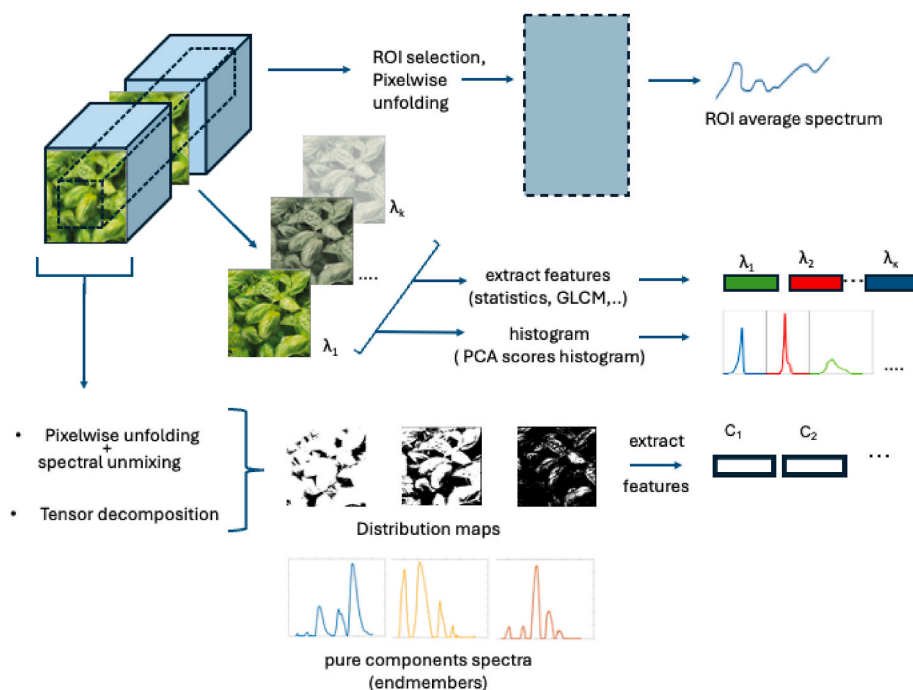 ROI selection,
Pixelwise
unfolding
ROI average spectrum
λk
....
λ1
extract features
(statistics, GLCM,..)
λ1 λ2 ... λK
histogram
( PCA scores histogram)
....
• Pixelwise unfolding
+
spectral unmixing
• Tensor decomposition
Distribution maps
extract
features
C1 C2 ...
pure components spectra
(endmembers)